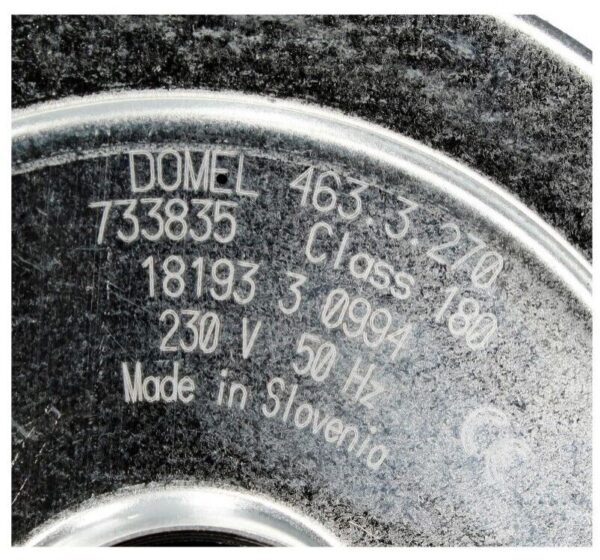 DOMEL 463.3.270
733835 Class 180
18193 3 0994
230 V 50 Hz
Made in Slovenia